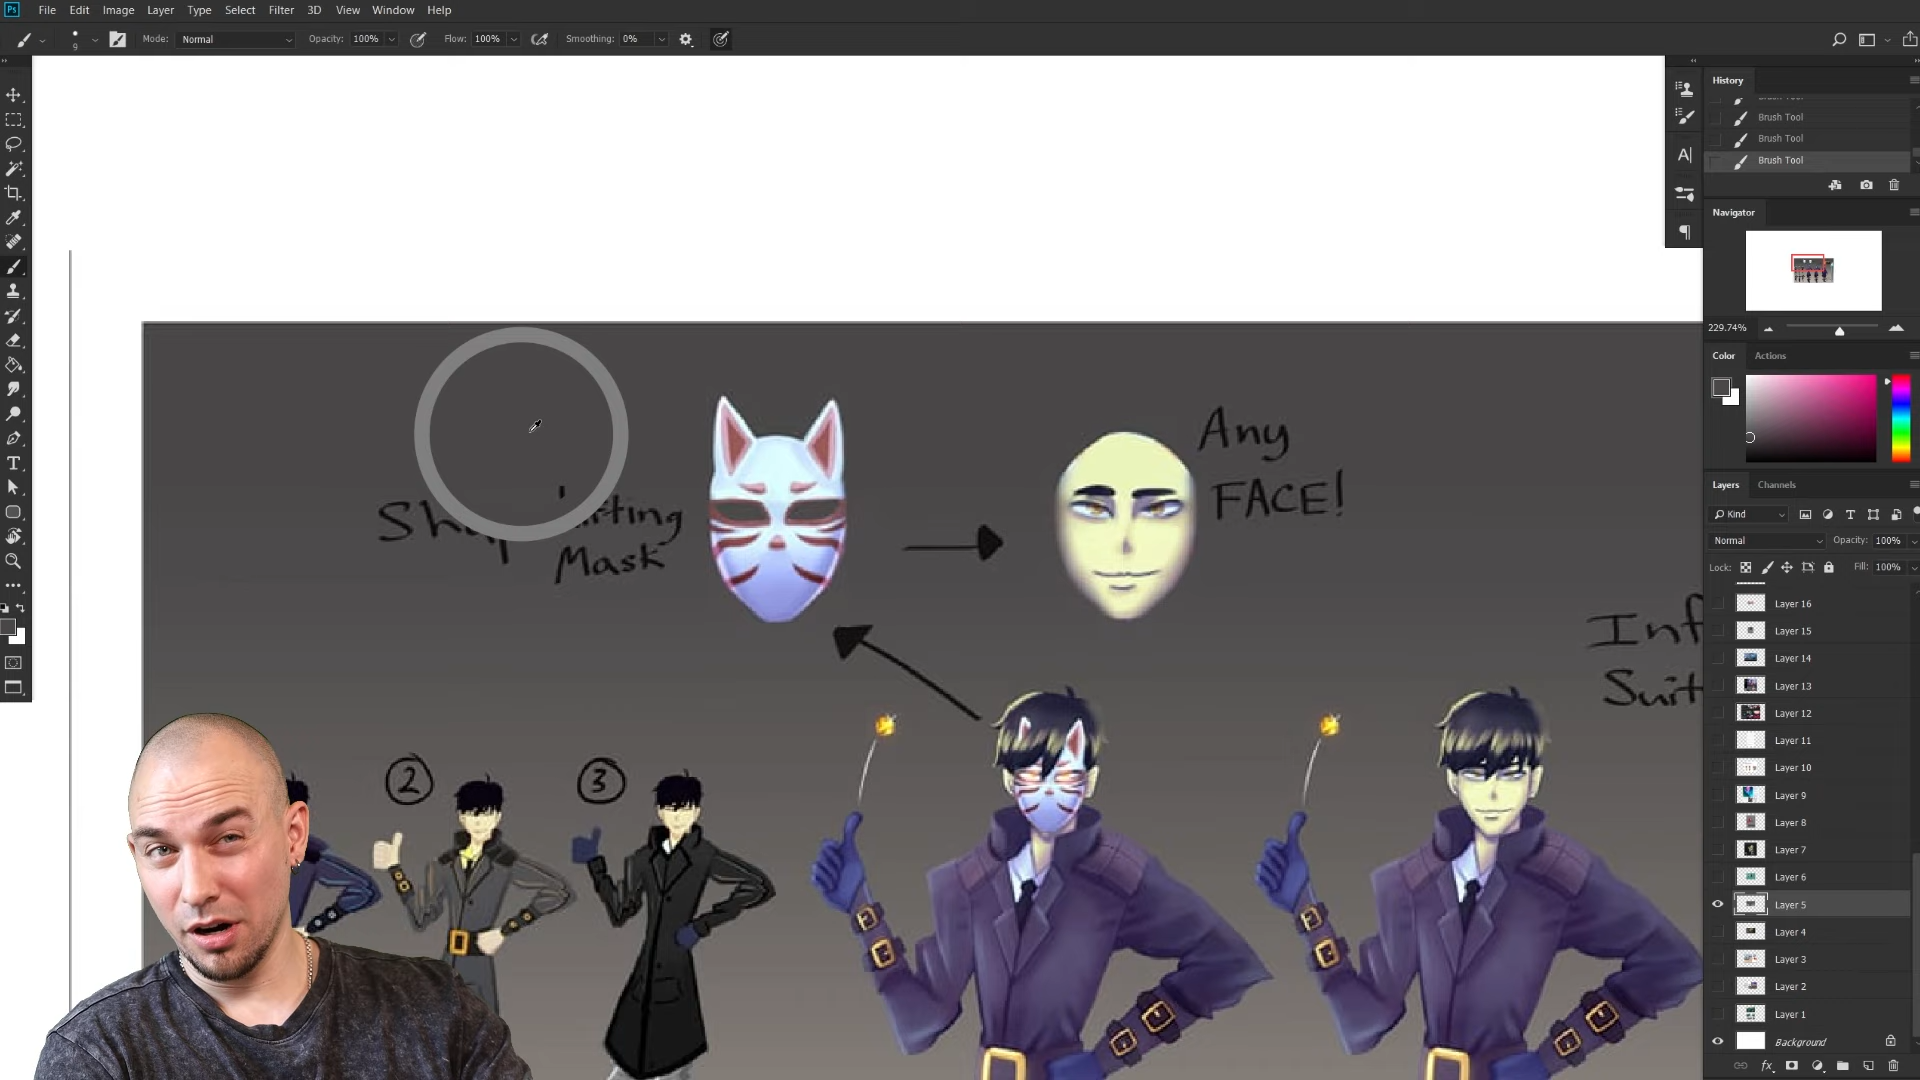 Ps File Edit Image Layer Type Select Filter 3D View Window Help
9 Mode: Normal Opacity: 100% Flow: 100% Smoothing: 0%
History
Brush Tool
Brush Tool
Brush Tool
Navigator
229.74%
Color Actions
Layers Channels
Kind
Normal Opacity: 100%
Lock: Fill: 100%
Layer 16
Layer 15
Layer 14
Layer 13
Layer 12
Layer 11
Layer 10
Layer 9
Layer 8
Layer 7
Layer 6
Layer 5
Layer 4
Layer 3
Layer 2
Layer 1
Background
fx
Any
FACE!
Mask
2
3